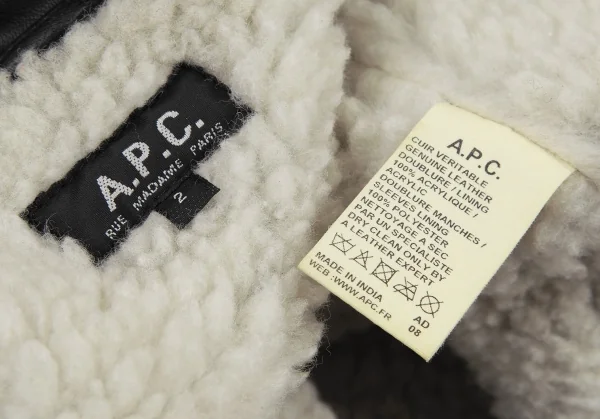 A.P.C.
RUE MADAME PARIS
2
A.P.C.
CUIR VERITABLE
GENUINE LEATHER
DOUBLURE / LINING
100% ACRYLIQUE /
ACRYLIC
DOUBLURE MANCHES /
SLEEVES LINING
100% POLYESTER
NETTOYAGE A SEC
PAR UN SPECIALISTE
DRY CLEAN ONLY BY
A LEATHER EXPERT
MADE IN INDIA
WEB :WWW.APC.FR
AD
08